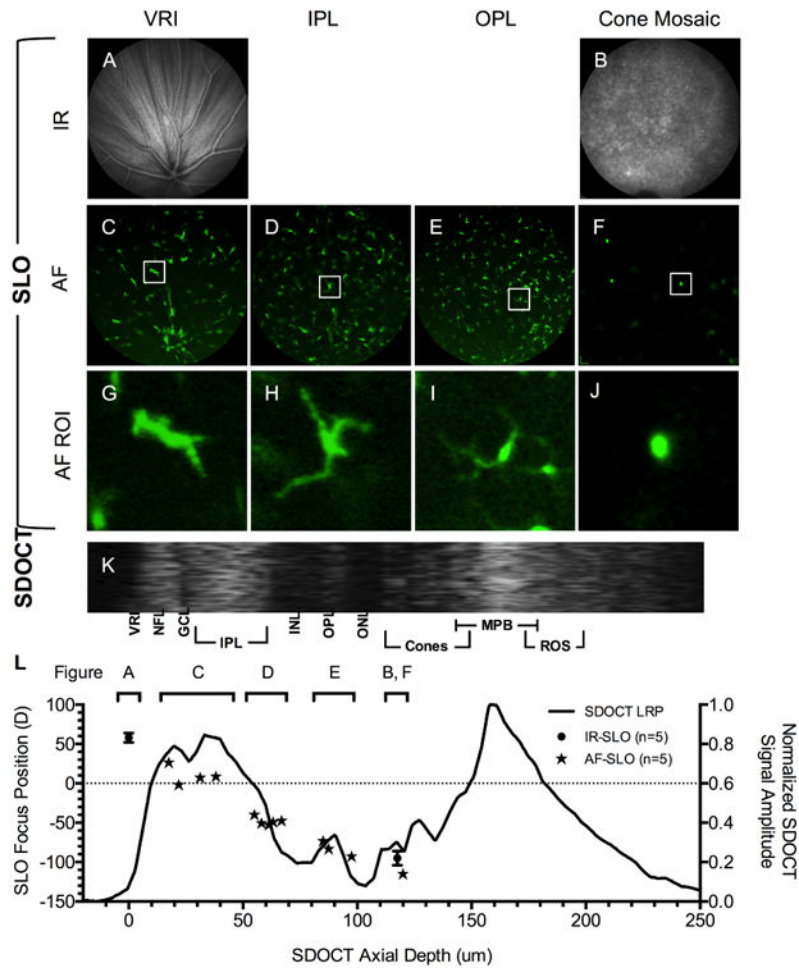 VRI IPL OPL Cone Mosaic
SLO
IR
A B
AF
C D E F
AF ROI
G H I J
SDOCT
K
VRI NFL GCL IPL INL OPL ONL Cones MPB ROS
L
Figure A C D E B, F
SLO Focus Position (D)
100
50
0
-50
-100
-150
SDOCT LRP
IR-SLO (n=5)
AF-SLO (n=5)
1.0
0.8
0.6
0.4
0.2
0.0
Normalized SDOCT
Signal Amplitude
0 50 100 150 200 250
SDOCT Axial Depth (um)